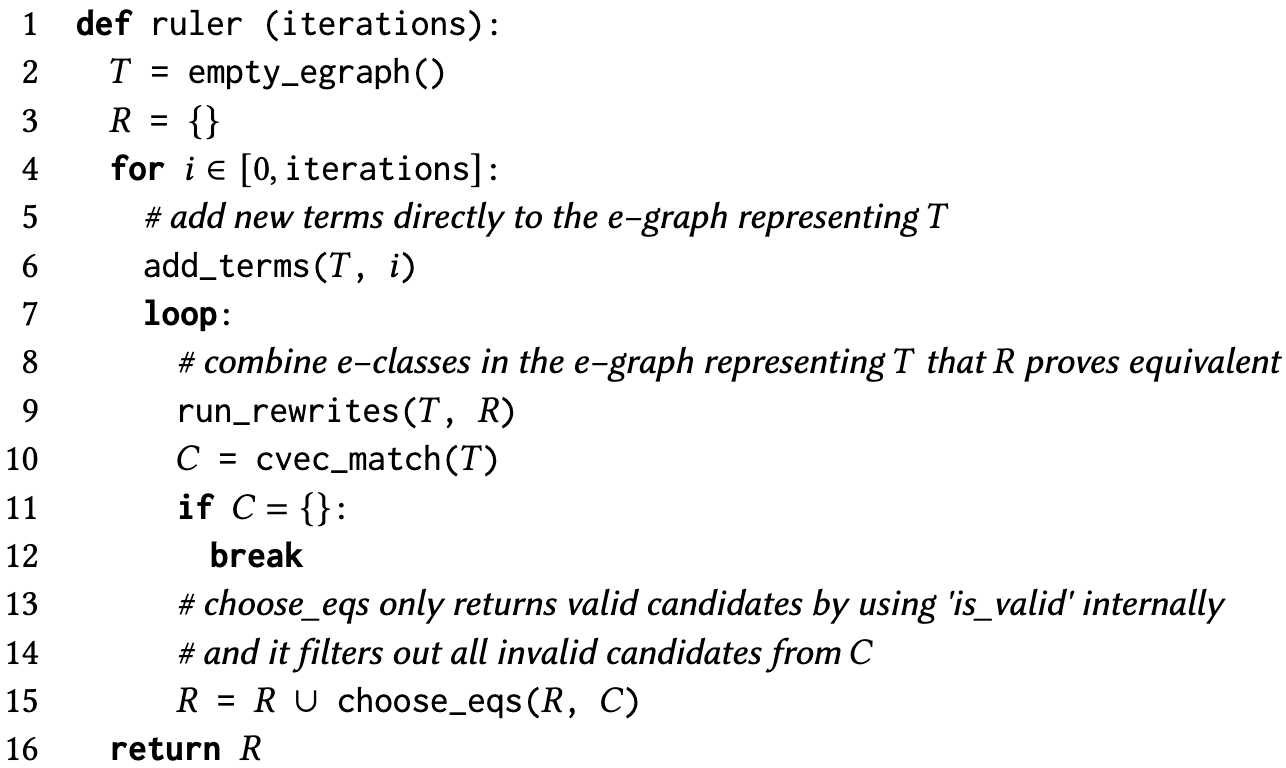 1 def ruler (iterations):
2 T = empty_egraph()
3 R = {}
4 for i ∈ [0, iterations]:
5 # add new terms directly to the e–graph representing T
6 add_terms(T, i)
7 loop:
8 # combine e–classes in the e–graph representing T that R proves equivalent
9 run_rewrites(T, R)
10 C = cvec_match(T)
11 if C = {}:
12 break
13 # choose_eqs only returns valid candidates by using 'is_valid' internally
14 # and it filters out all invalid candidates from C
15 R = R ∪ choose_eqs(R, C)
16 return R